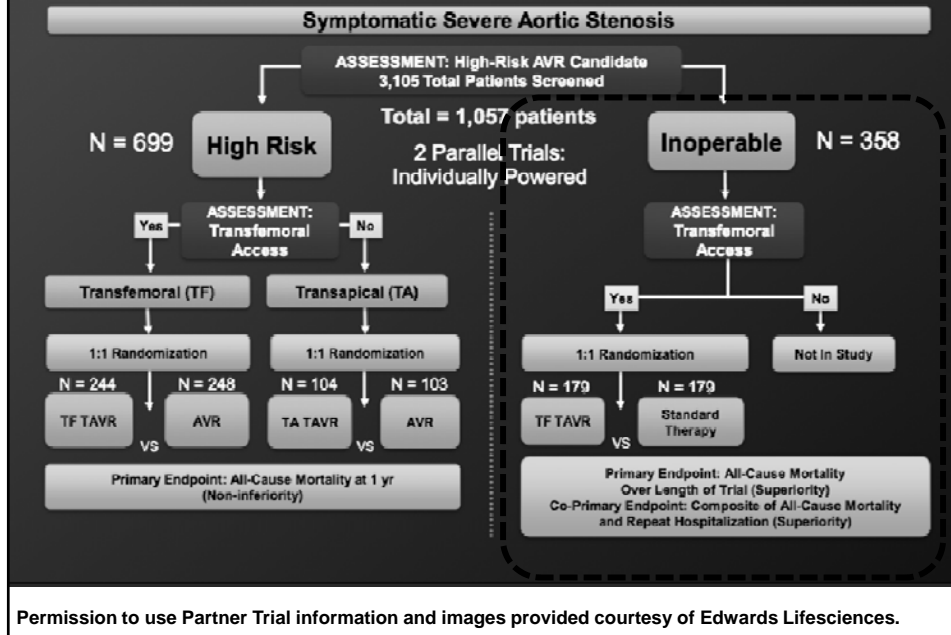 Symptomatic Severe Aortic Stenosis
ASSESSMENT: High-Risk AVR Candidate
3,105 Total Patients Screened
Total = 1,057 patients
2 Parallel Trials:
Individually Powered
N = 699
High Risk
Inoperable
N = 358
ASSESSMENT:
Transfemoral
Access
Yes
No
Transfemoral (TF)
Transapical (TA)
1:1 Randomization
1:1 Randomization
N = 244
N = 248
N = 104
N = 103
TF TAVR
VS
AVR
TA TAVR
VS
AVR
Primary Endpoint: All-Cause Mortality at 1 yr
(Non-inferiority)
ASSESSMENT:
Transfemoral
Access
Yes
No
1:1 Randomization
Not In Study
N = 179
N = 179
TF TAVR
VS
Standard
Therapy
Primary Endpoint: All-Cause Mortality
Over Length of Trial (Superiority)
Co-Primary Endpoint: Composite of All-Cause Mortality
and Repeat Hospitalization (Superiority)
Permission to use Partner Trial information and images provided courtesy of Edwards Lifesciences.